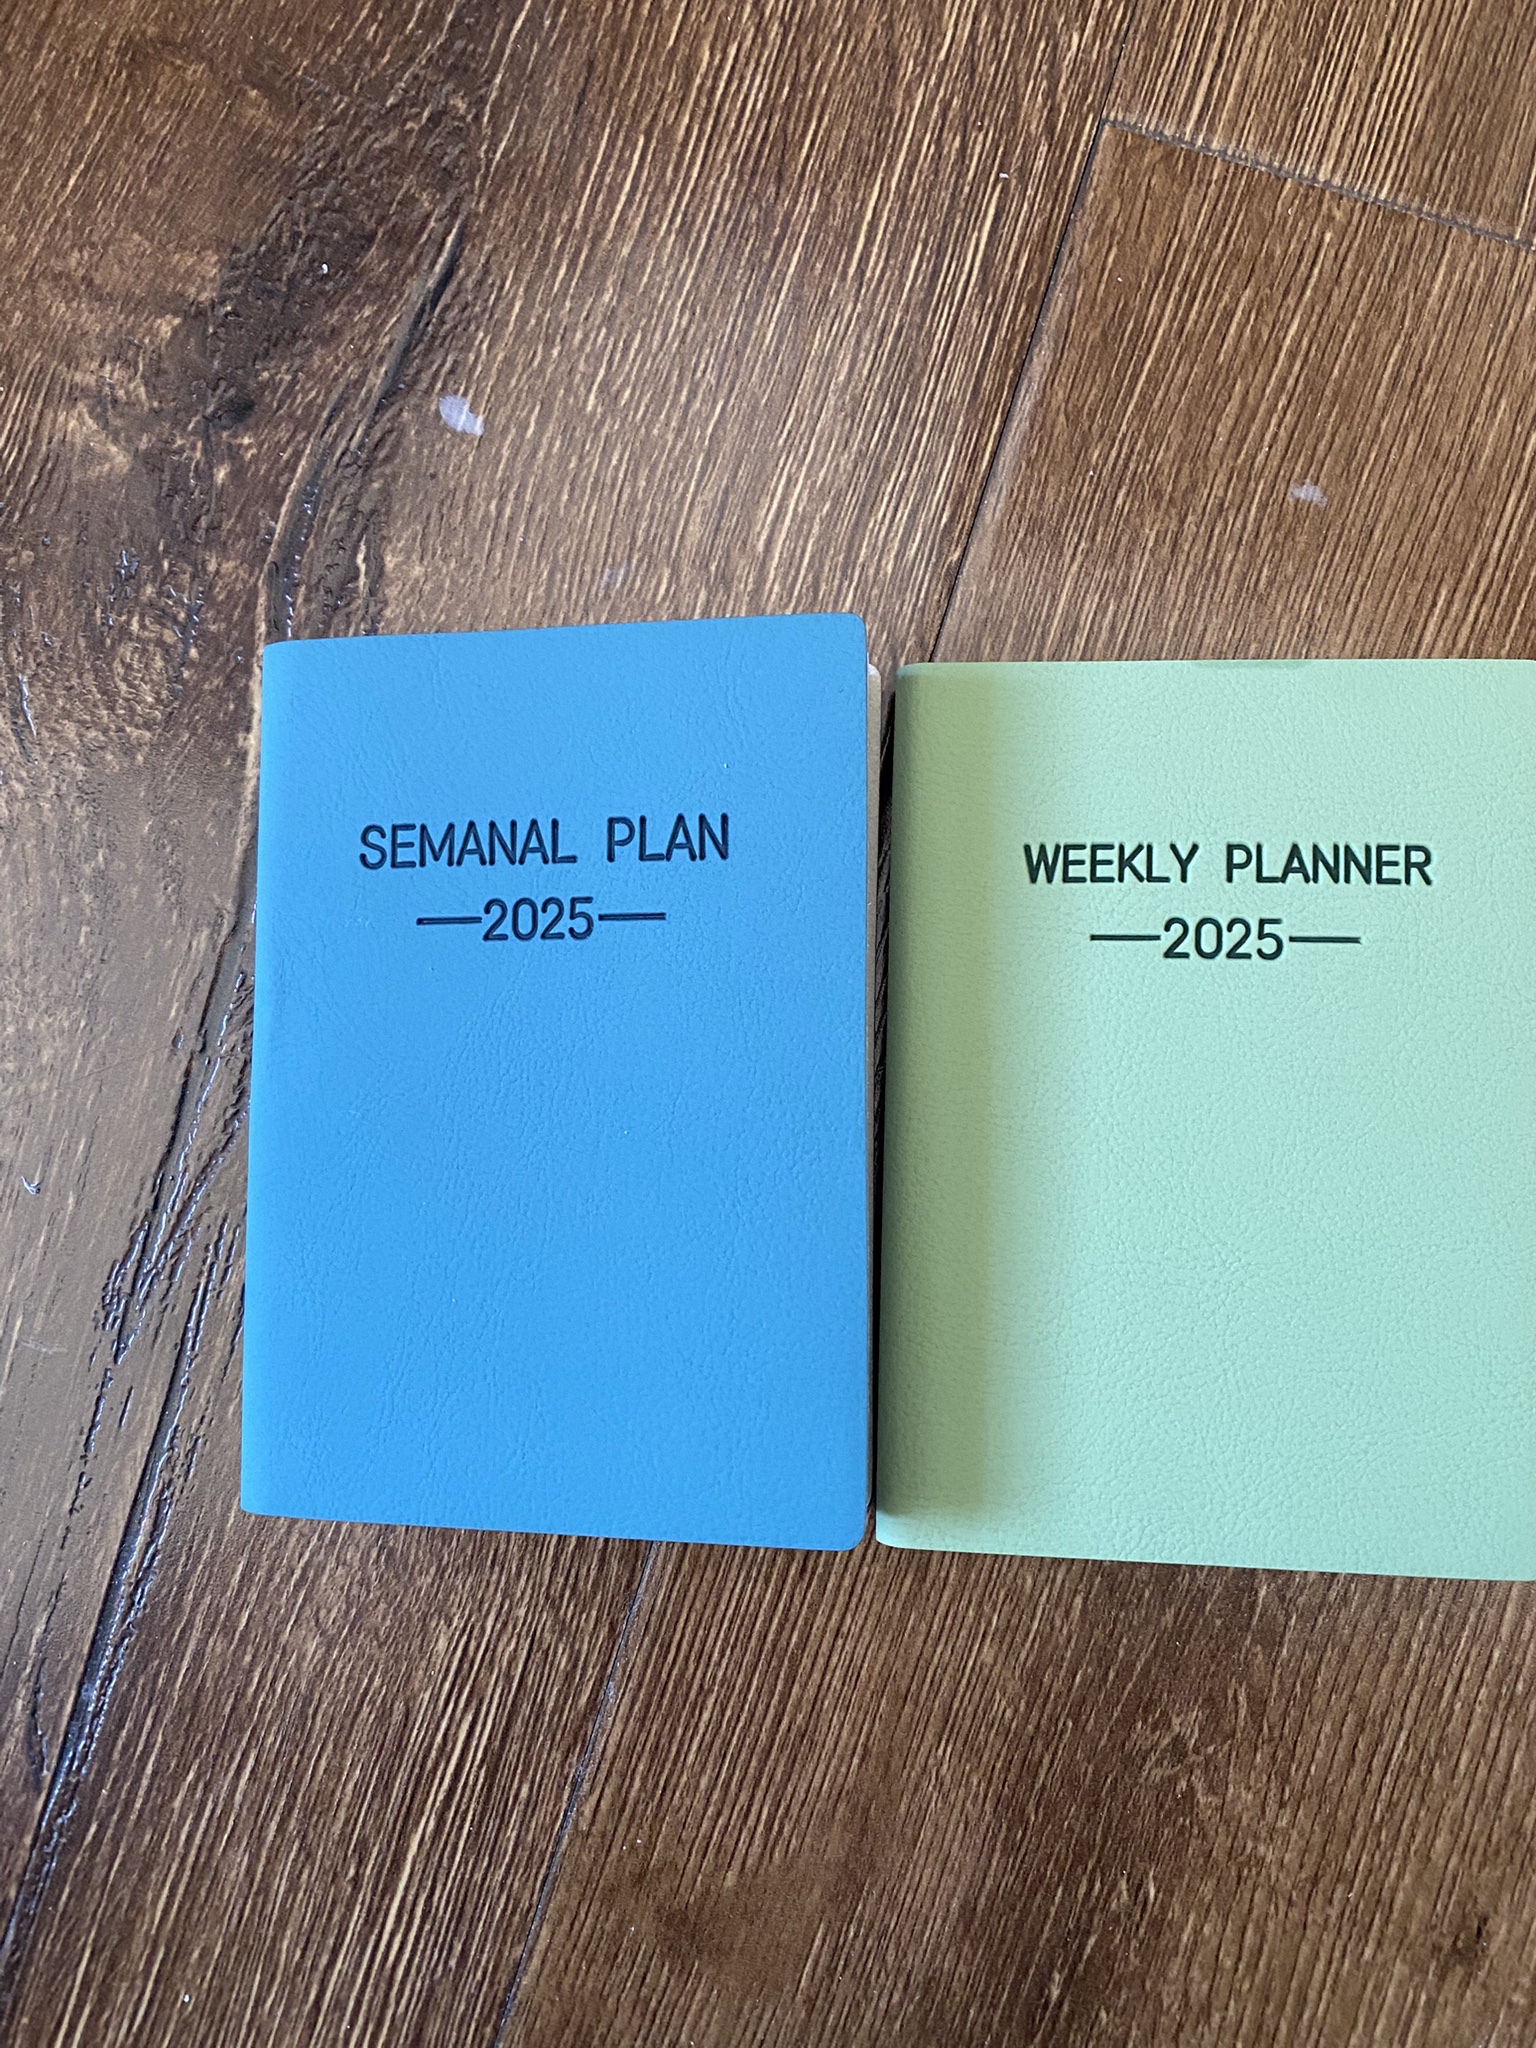 SEMANAL PLAN
—2025—
WEEKLY PLANNER
—2025—